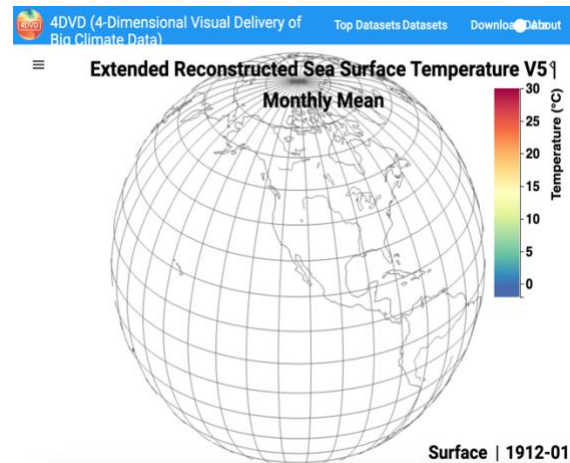 4DVD (4-Dimensional Visual Delivery of
Big Climate Data)
Top Datasets Datasets
About
Extended Reconstructed Sea Surface Temperature V5
Monthly Mean
30
25
20
15
10
5
0
Temperature (°C)
Surface | 1912-01